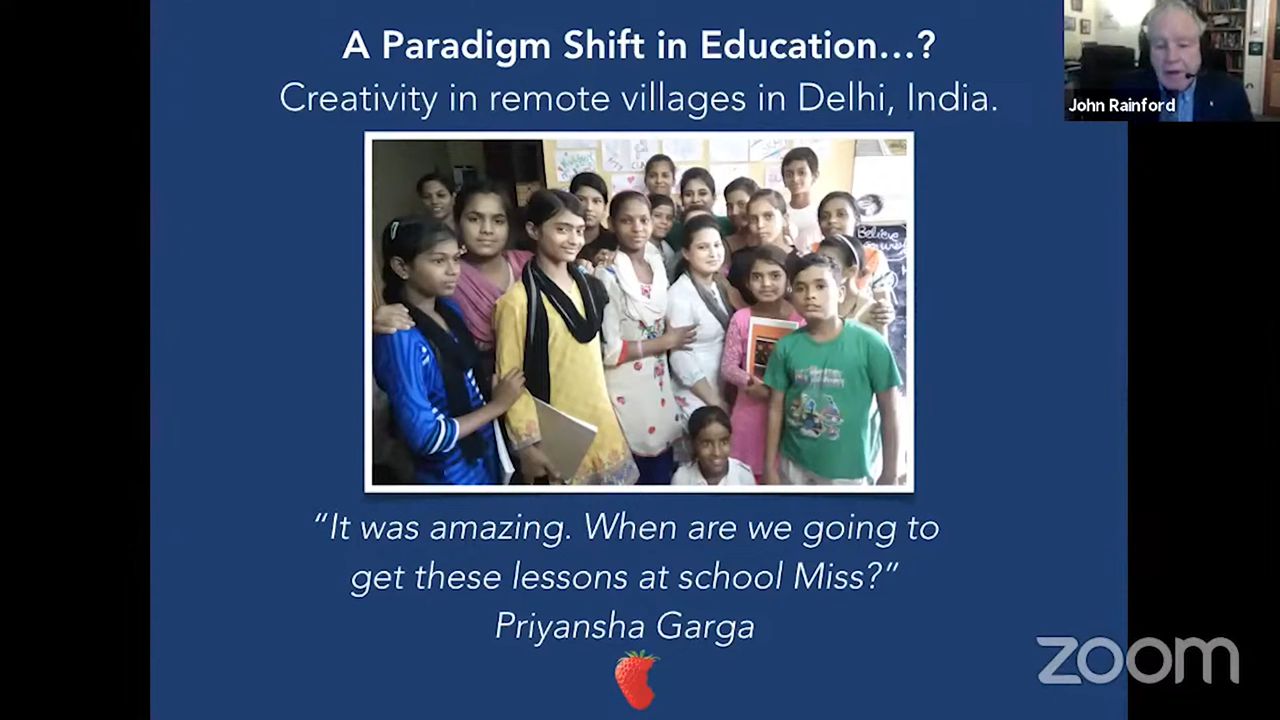 A Paradigm Shift in Education...?
Creativity in remote villages in Delhi, India.
John Rainford
Believe
"It was amazing. When are we going to
get these lessons at school Miss?"
Priyansha Garga
zoom